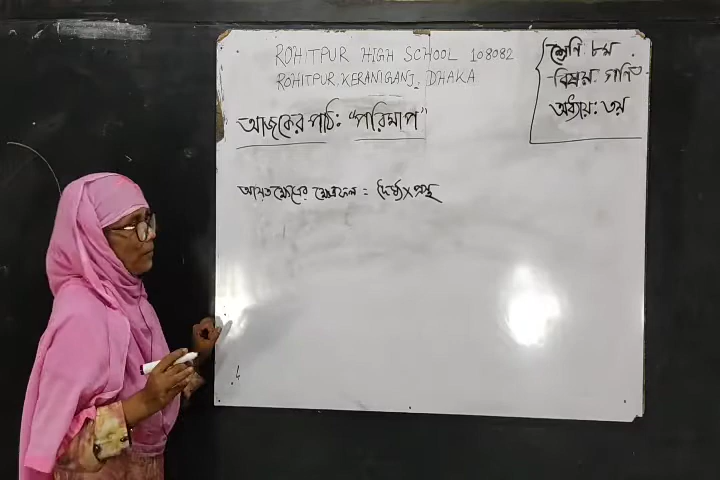 ROHITPUR HIGH SCHOOL 108082
ROHITPUR, KERANIGANJ, DHAKA
শ্রেণি: ৮ম
বিষয়: গণিত
অধ্যায়: ৩য়
আজকের পাঠ: "পরিমাপ"
আয়তক্ষেত্রের ক্ষেত্রফল = দৈর্ঘ্য × প্রস্থ